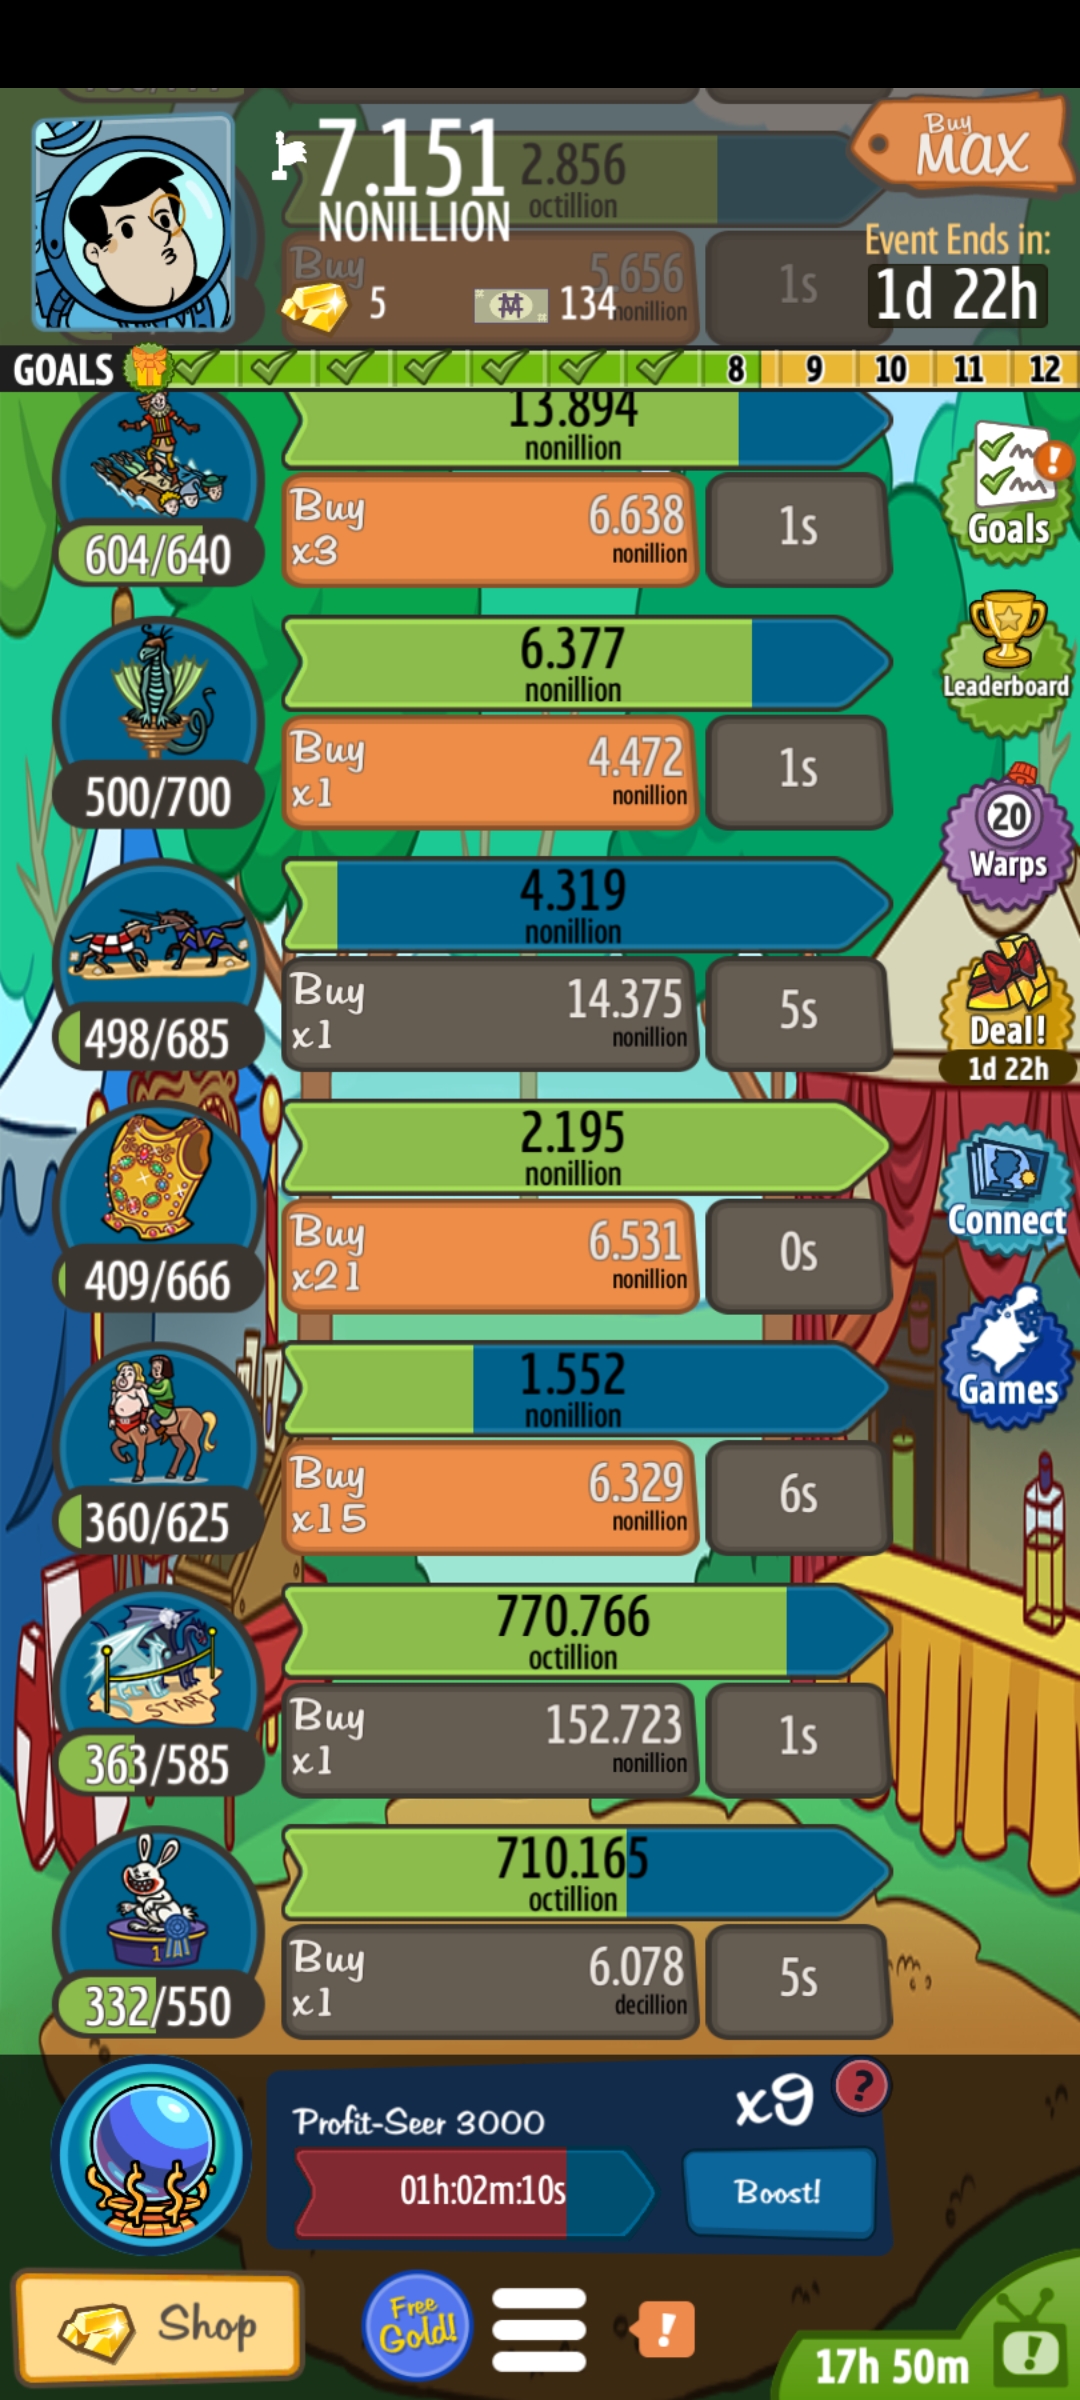 7.151
NONILLION
2.856
octillion
Buy
MAX
Buy
5.656
nonillion
1s
5
134
Event Ends in:
1d 22h
GOALS
8
9
10
11
12
13.894
nonillion
604/640
Buy
x3
6.638
nonillion
1s
Goals
6.377
nonillion
500/700
Buy
x1
4.472
nonillion
1s
Leaderboard
20
Warps
4.319
nonillion
498/685
Buy
x1
14.375
nonillion
5s
Deal!
1d 22h
2.195
nonillion
409/666
Buy
x21
6.531
nonillion
0s
Connect
1.552
nonillion
360/625
Buy
x15
6.329
nonillion
6s
Games
770.766
octillion
START
363/585
Buy
x1
152.723
nonillion
1s
710.165
octillion
1
332/550
Buy
x1
6.078
decillion
5s
Profit-Seer 3000
x9
?
01h:02m:10s
Boost!
Shop
Free
Gold!
!
17h 50m
!